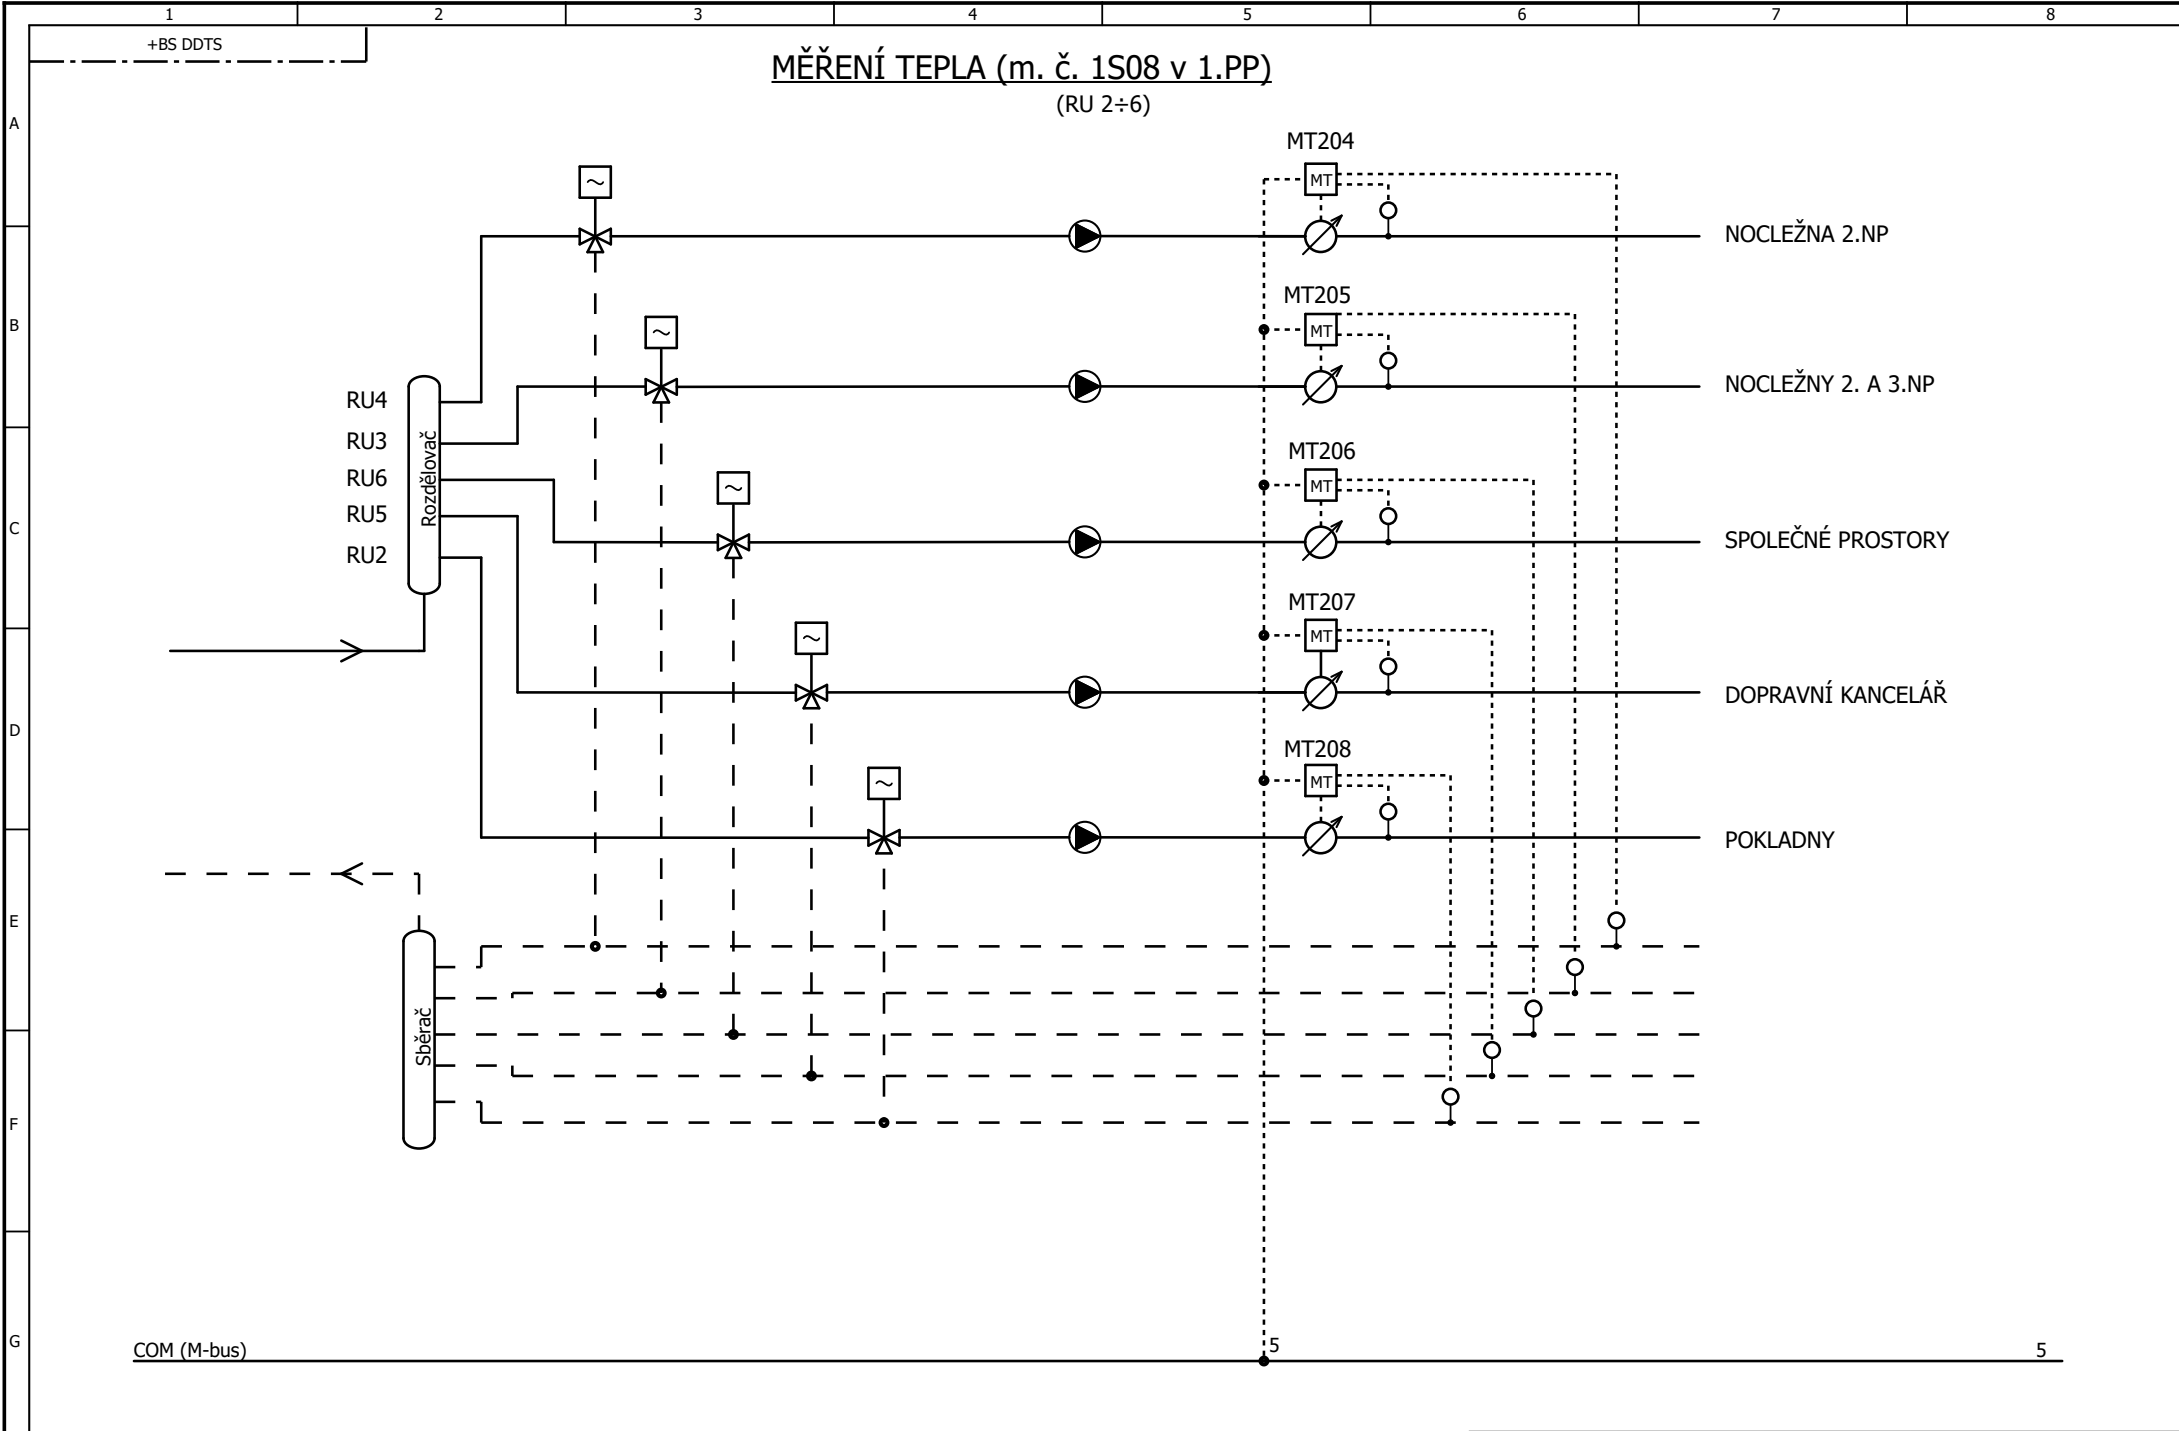 1 2 3 4 5 6 7 8
+BS DDTS
MĚŘENÍ TEPLA (m. č. 1S08 v 1.PP)
(RU 2÷6)
A
MT204
~
MT
NOCLEŽNA 2.NP
MT205
B
~
MT
NOCLEŽNY 2. A 3.NP
RU4
RU3
RU6
RU5
RU2
Rozdělovač
MT206
~
MT
C
SPOLEČNÉ PROSTORY
MT207
~
MT
DOPRAVNÍ KANCELÁŘ
D
MT208
~
MT
POKLADNY
E
Sběrač
F
G
COM (M-bus)
5
5